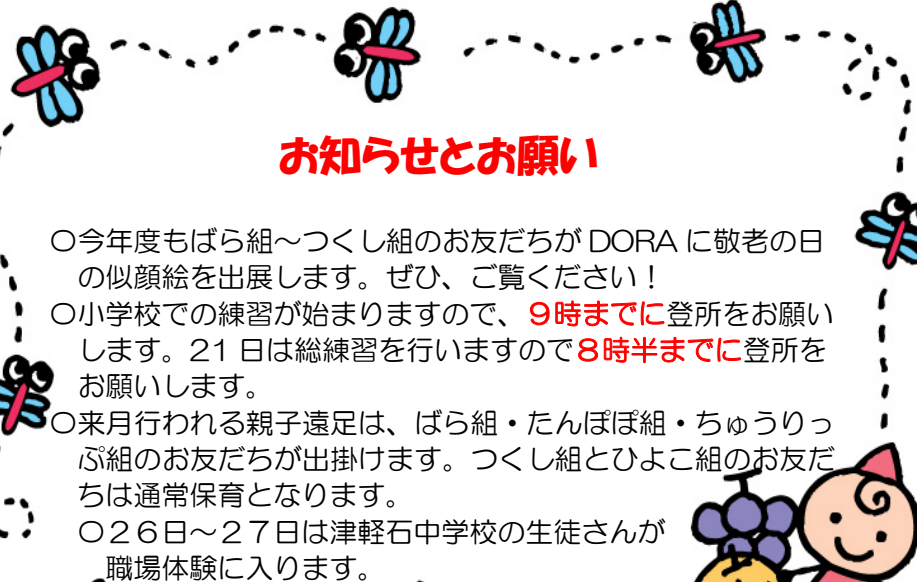 お知らせとお願い
〇今年度もばら組～つくし組のお友だちが DORA に敬老の日
の似顔絵を出展します。ぜひ、ご覧ください！
〇小学校での練習が始まりますので、９時までに登所をお願い
します。21 日は総練習を行いますので８時半までに登所を
お願いします。
〇来月行われる親子遠足は、ばら組・たんぽぽ組・ちゅうりっ
ぷ組のお友だちが出掛けます。つくし組とひよこ組のお友だ
ちは通常保育となります。
〇２６日～２７日は津軽石中学校の生徒さんが
職場体験に入ります。